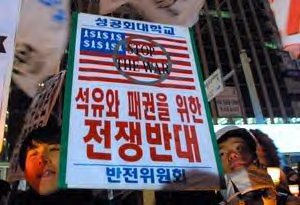 성공회대학교
$I$I$I$
$I$I$I$
STOP
THE WAR
석유와 패권을 위한
전쟁반대
반전위원회